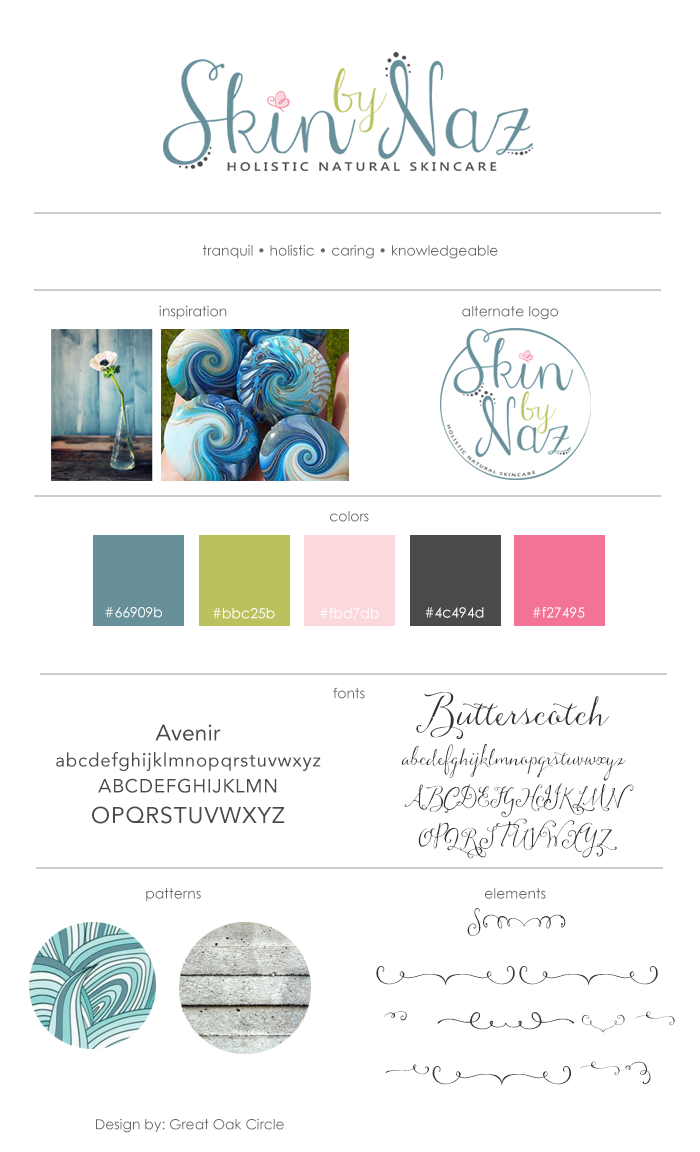 Skin by Naz
HOLISTIC NATURAL SKINCARE
tranquil • holistic • caring • knowledgeable
inspiration
alternate logo
Skin
by
Naz
HOLISTIC NATURAL SKINCARE
colors
#66909b
#bbc25b
#fbd7db
#4c494d
#f27495
fonts
Avenir
abcdefghijklmnopqrstuvwxyz
ABCDEFGHIJKLMN
OPQRSTUVWXYZ
Butterscotch
abcdefghijklmnopqrstuvwxyz
ABCDEFGHIJKLMN
OPQRSTUVWXYZ
patterns
elements
Design by: Great Oak Circle